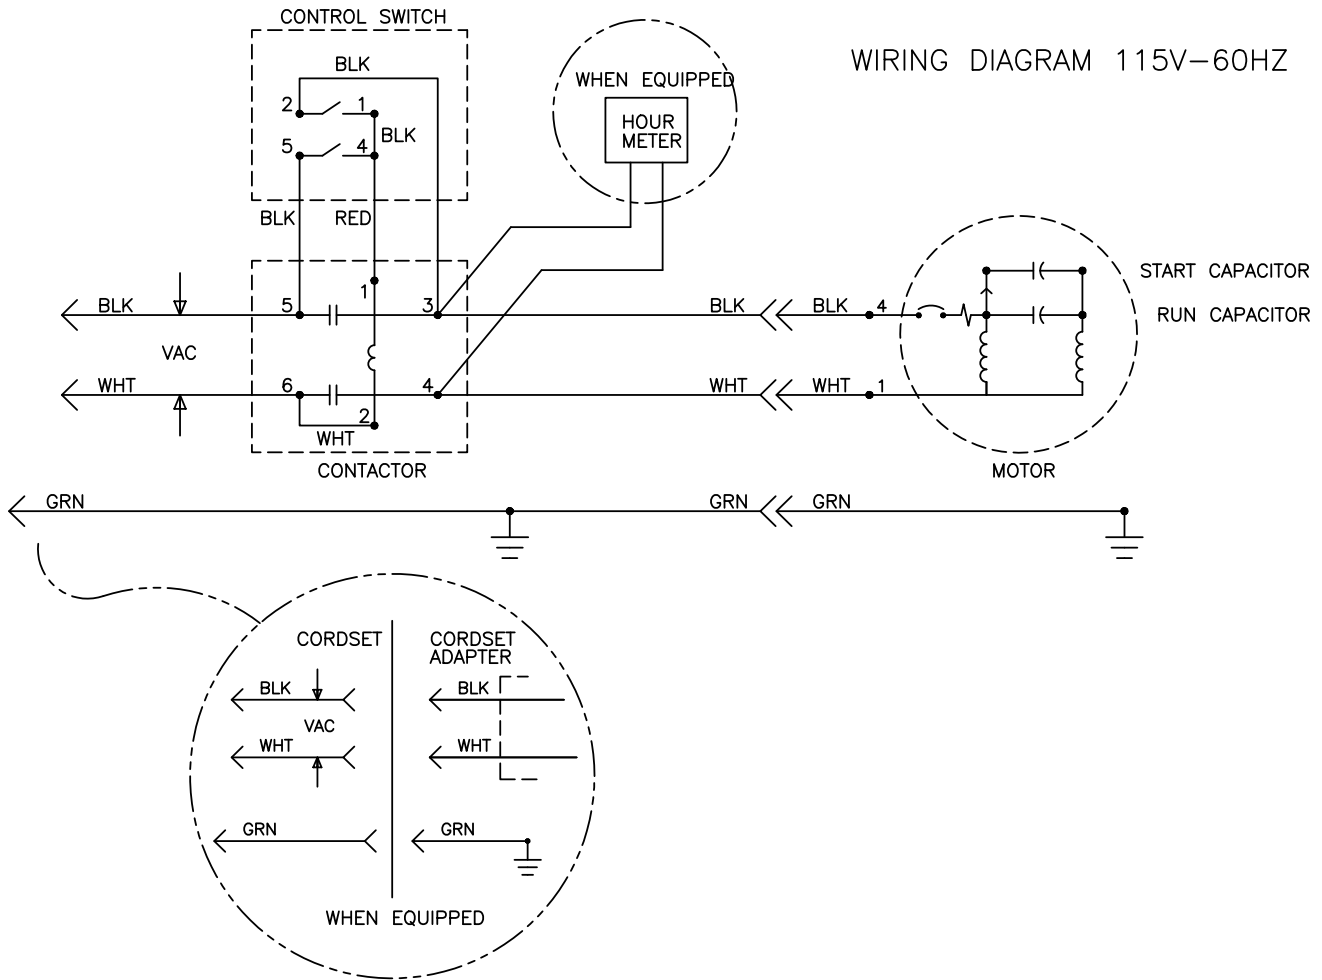 CONTROL SWITCH
WIRING DIAGRAM 115V-60HZ
BLK
2 1
BLK
5 4
BLK RED
WHEN EQUIPPED
HOUR
METER
1
BLK 5 3 BLK BLK 4
VAC
WHT 6 4 WHT WHT 1
2
WHT
CONTACTOR
START CAPACITOR
RUN CAPACITOR
MOTOR
GRN GRN GRN
CORDSET
BLK
VAC
WHT
GRN
CORDSET
ADAPTER
BLK
WHT
GRN
WHEN EQUIPPED